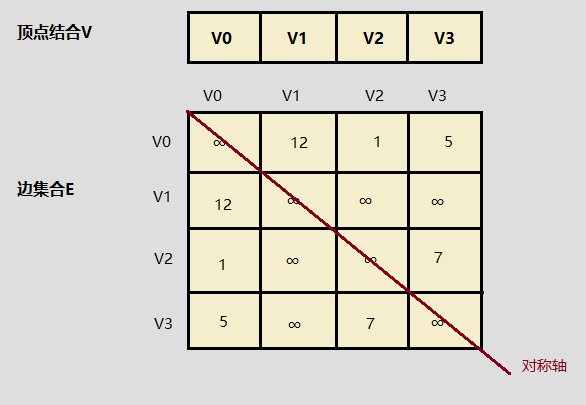 顶点结合V
V0 V1 V2 V3
V0 V1 V2 V3
V0 ∞ 12 1 5
边集合E
V1 12 ∞ ∞ ∞
V2 1 ∞ ∞ 7
V3 5 ∞ 7 ∞
对称轴